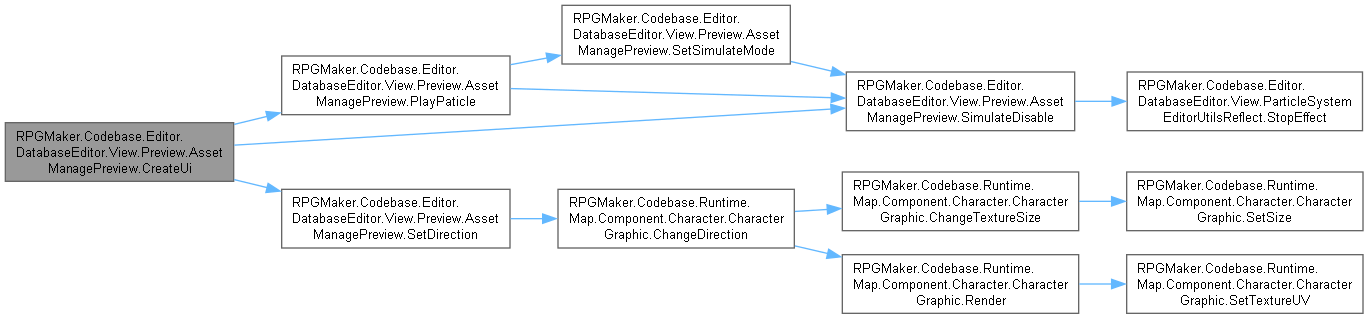 RPGMaker.Codebase.Editor.
DatabaseEditor.View.Preview.Asset
ManagePreview.CreateUi
RPGMaker.Codebase.Editor.
DatabaseEditor.View.Preview.Asset
ManagePreview.PlayPaticle
RPGMaker.Codebase.Editor.
DatabaseEditor.View.Preview.Asset
ManagePreview.SetSimulateMode
RPGMaker.Codebase.Editor.
DatabaseEditor.View.Preview.Asset
ManagePreview.SimulateDisable
RPGMaker.Codebase.Editor.
DatabaseEditor.View.ParticleSystem
EditorUtilsReflect.StopEffect
RPGMaker.Codebase.Editor.
DatabaseEditor.View.Preview.Asset
ManagePreview.SetDirection
RPGMaker.Codebase.Runtime.
Map.Component.Character.Character
Graphic.ChangeDirection
RPGMaker.Codebase.Runtime.
Map.Component.Character.Character
Graphic.ChangeTextureSize
RPGMaker.Codebase.Runtime.
Map.Component.Character.Character
Graphic.SetSize
RPGMaker.Codebase.Runtime.
Map.Component.Character.Character
Graphic.Render
RPGMaker.Codebase.Runtime.
Map.Component.Character.Character
Graphic.SetTextureUV